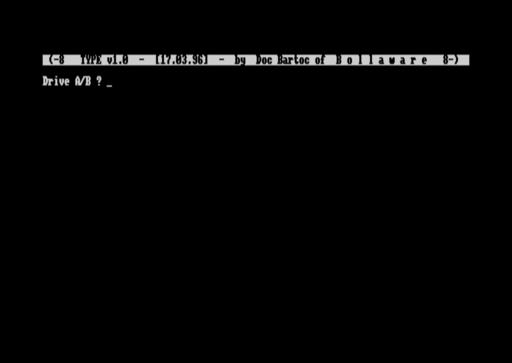 (-8 TYPE v1.0 - [17.03.96] - by Doc Bartoc of B o l l a w a r e 8-)
Drive A/B ? _